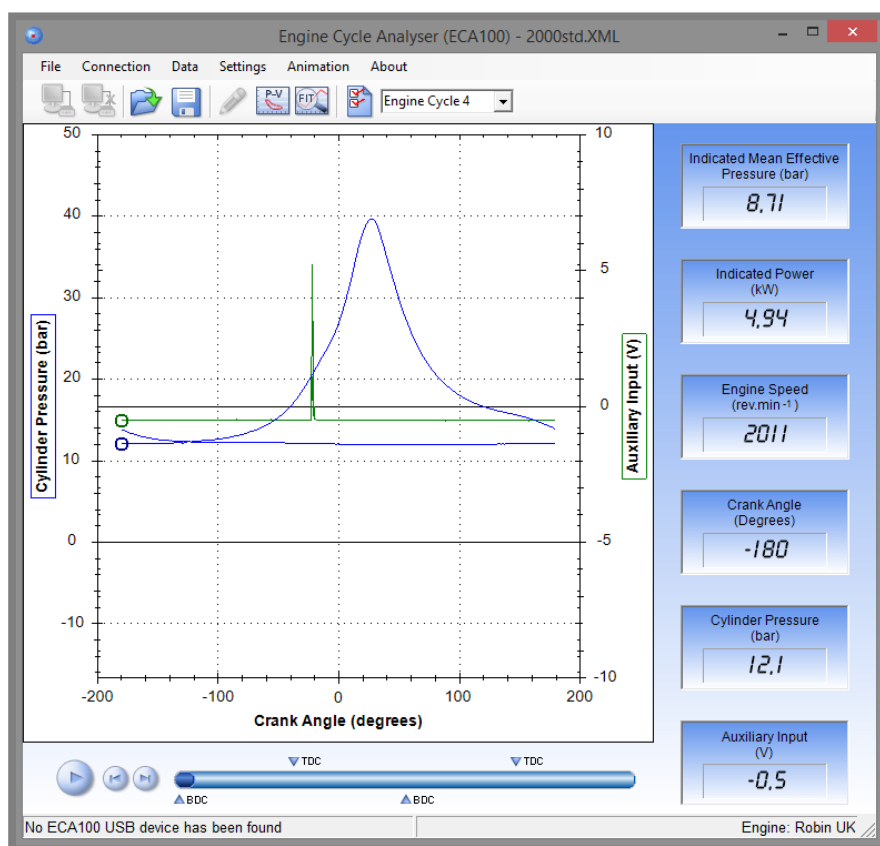 Engine Cycle Analyser (ECA100) - 2000std.XML
File Connection Data Settings Animation About
P-V FIT Engine Cycle 4
50
40
30
20
10
0
-10
Cylinder Pressure (bar)
10
5
0
-5
-10
Auxiliary Input (V)
-200 -100 0 100 200
Crank Angle (degrees)
Indicated Mean Effective
Pressure (bar)
8,71
Indicated Power
(kW)
4,94
Engine Speed
(rev.min -1 )
2011
Crank Angle
(Degrees)
-180
Cylinder Pressure
(bar)
12,1
Auxiliary Input
(V)
-0,5
TDC TDC
BDC BDC
No ECA100 USB device has been found
Engine: Robin UK